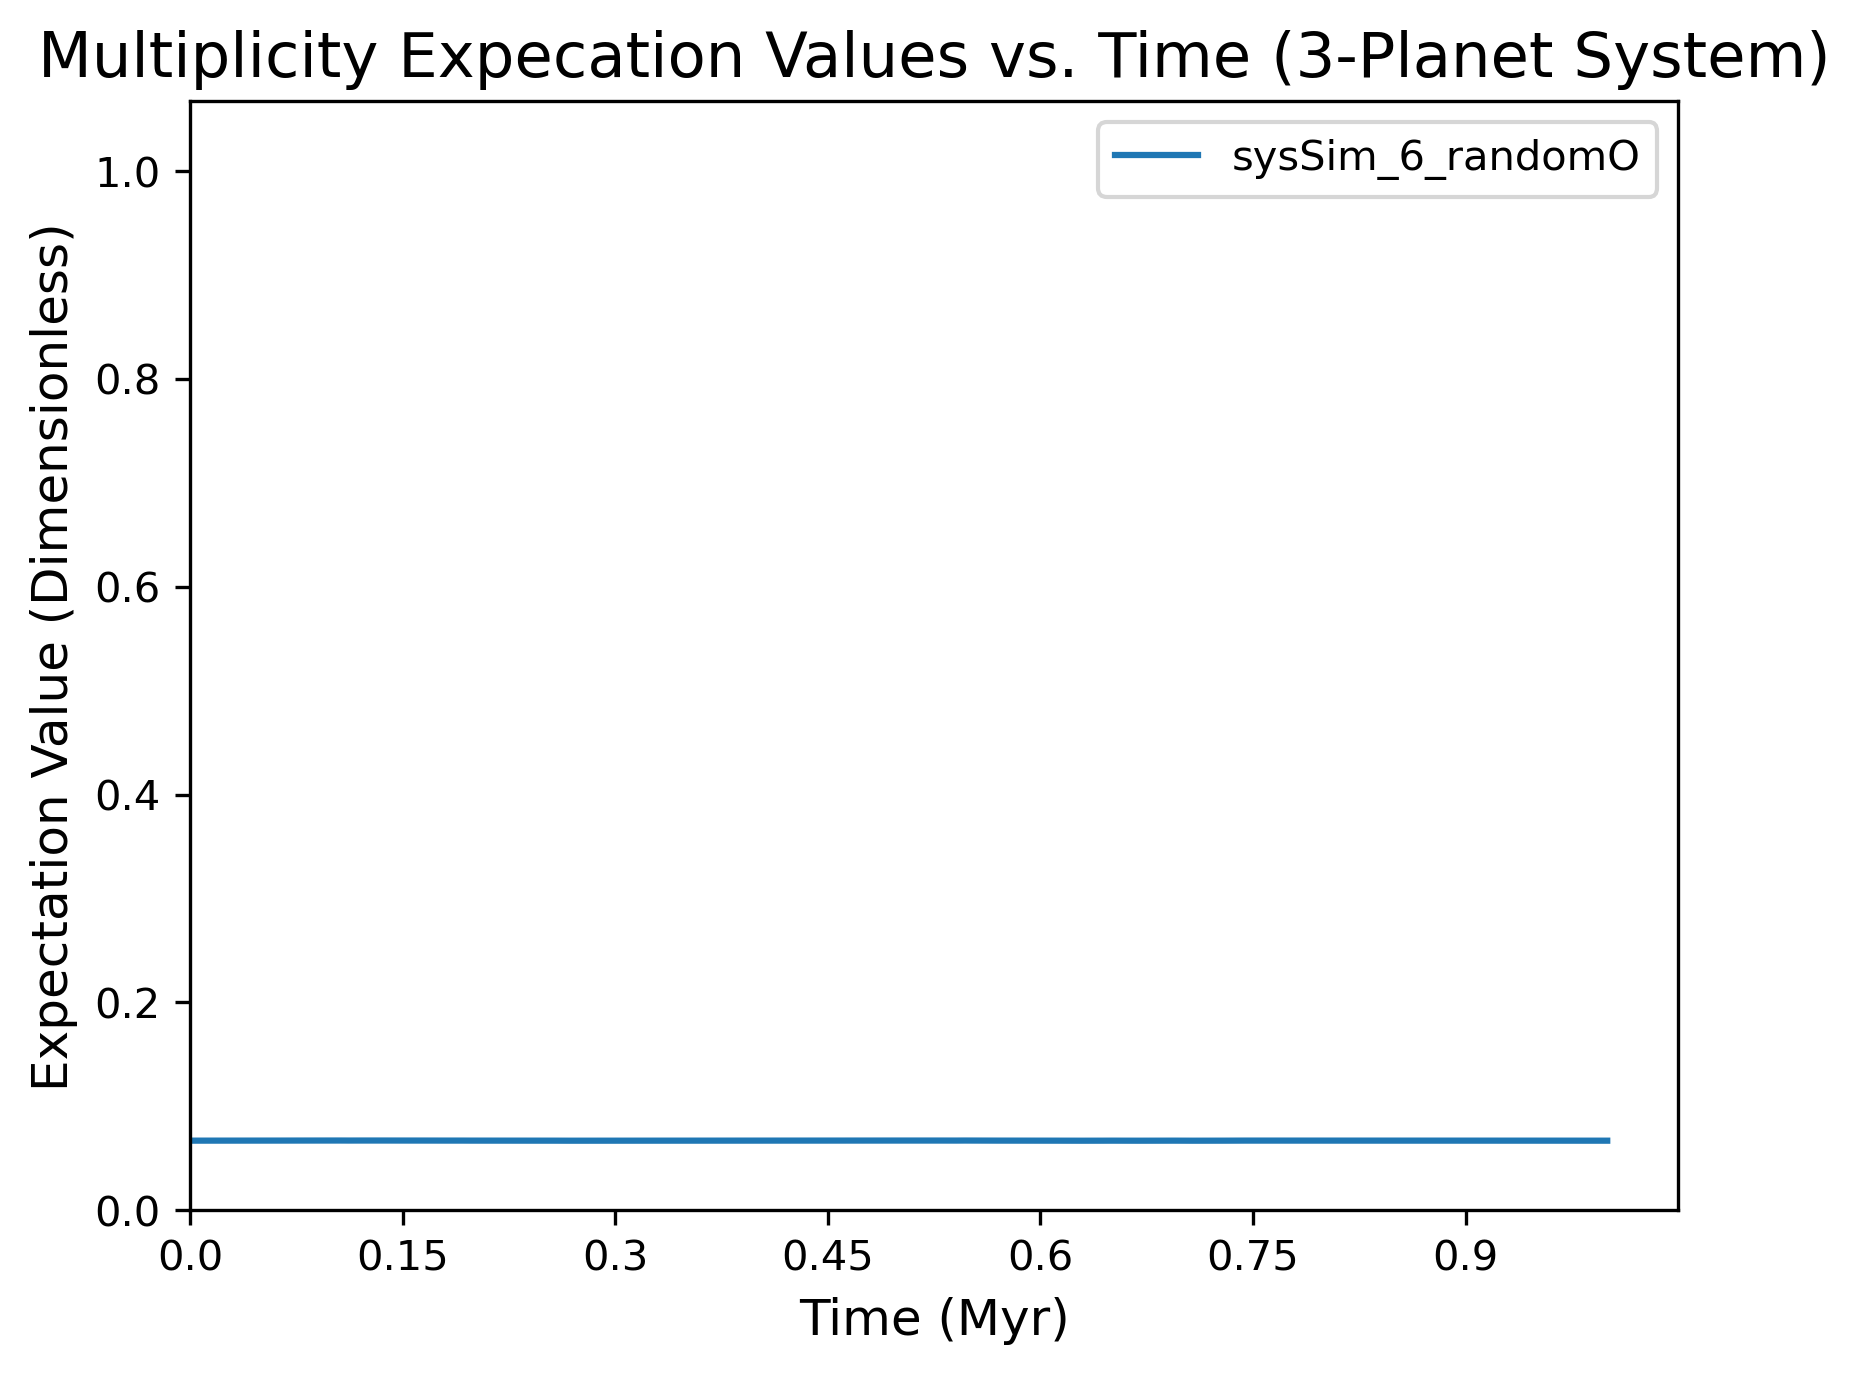 Multiplicity Expecation Values vs. Time (3-Planet System)
sysSim_6_randomO
Expectation Value (Dimensionless)
1.0
0.8
0.6
0.4
0.2
0.0
0.0 0.15 0.3 0.45 0.6 0.75 0.9
Time (Myr)